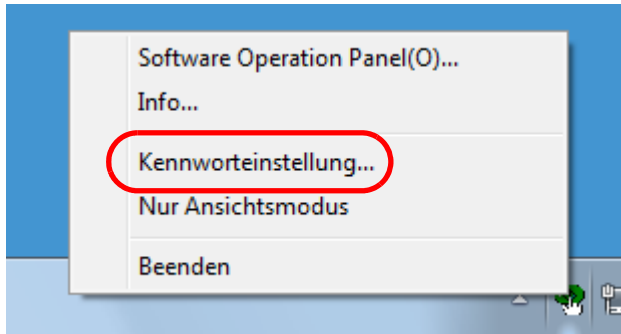 Software Operation Panel(O)...
Info...
Kennworteinstellung...
Nur Ansichtsmodus
Beenden